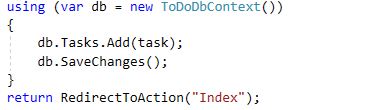 using (var db = new ToDoDbContext())
{
    db.Tasks.Add(task);
    db.SaveChanges();
}
return RedirectToAction("Index");